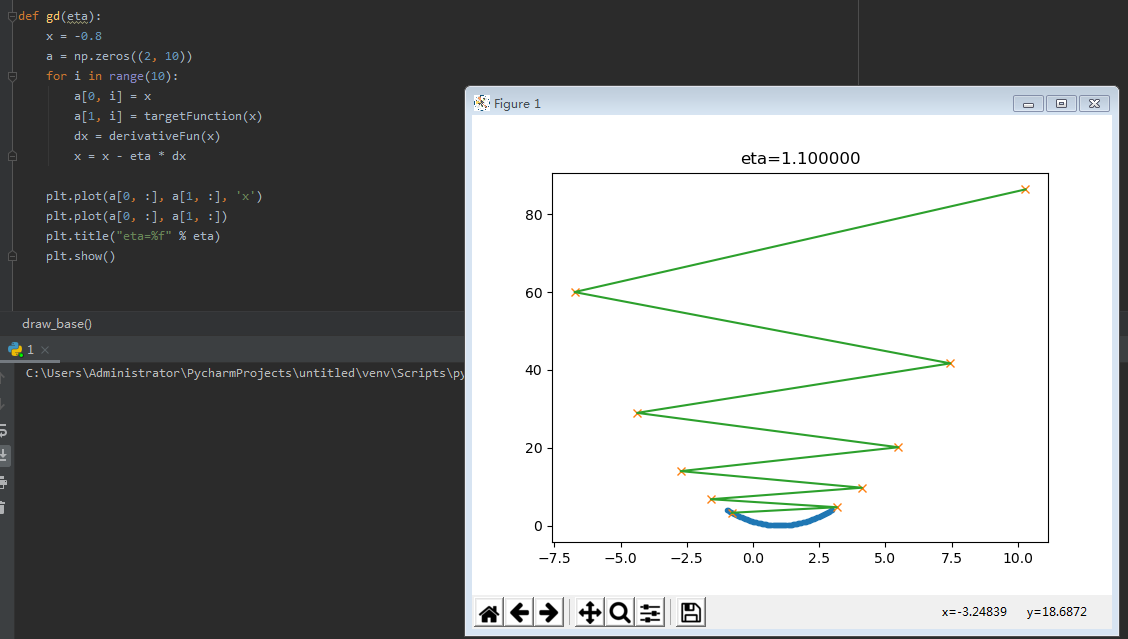 def gd(eta):
x = -0.8
a = np.zeros((2, 10))
for i in range(10):
a[0, i] = x
a[1, i] = targetFunction(x)
dx = derivativeFun(x)
x = x - eta * dx
plt.plot(a[0, :], a[1, :], 'x')
plt.plot(a[0, :], a[1, :])
plt.title("eta=%f" % eta)
plt.show()
draw_base()
1
C:\Users\Administrator\PycharmProjects\untitled\venv\Scripts\py
Figure 1
eta=1.100000
80
60
40
20
0
−7.5 −5.0 −2.5 0.0 2.5 5.0 7.5 10.0
x=-3.24839 y=18.6872